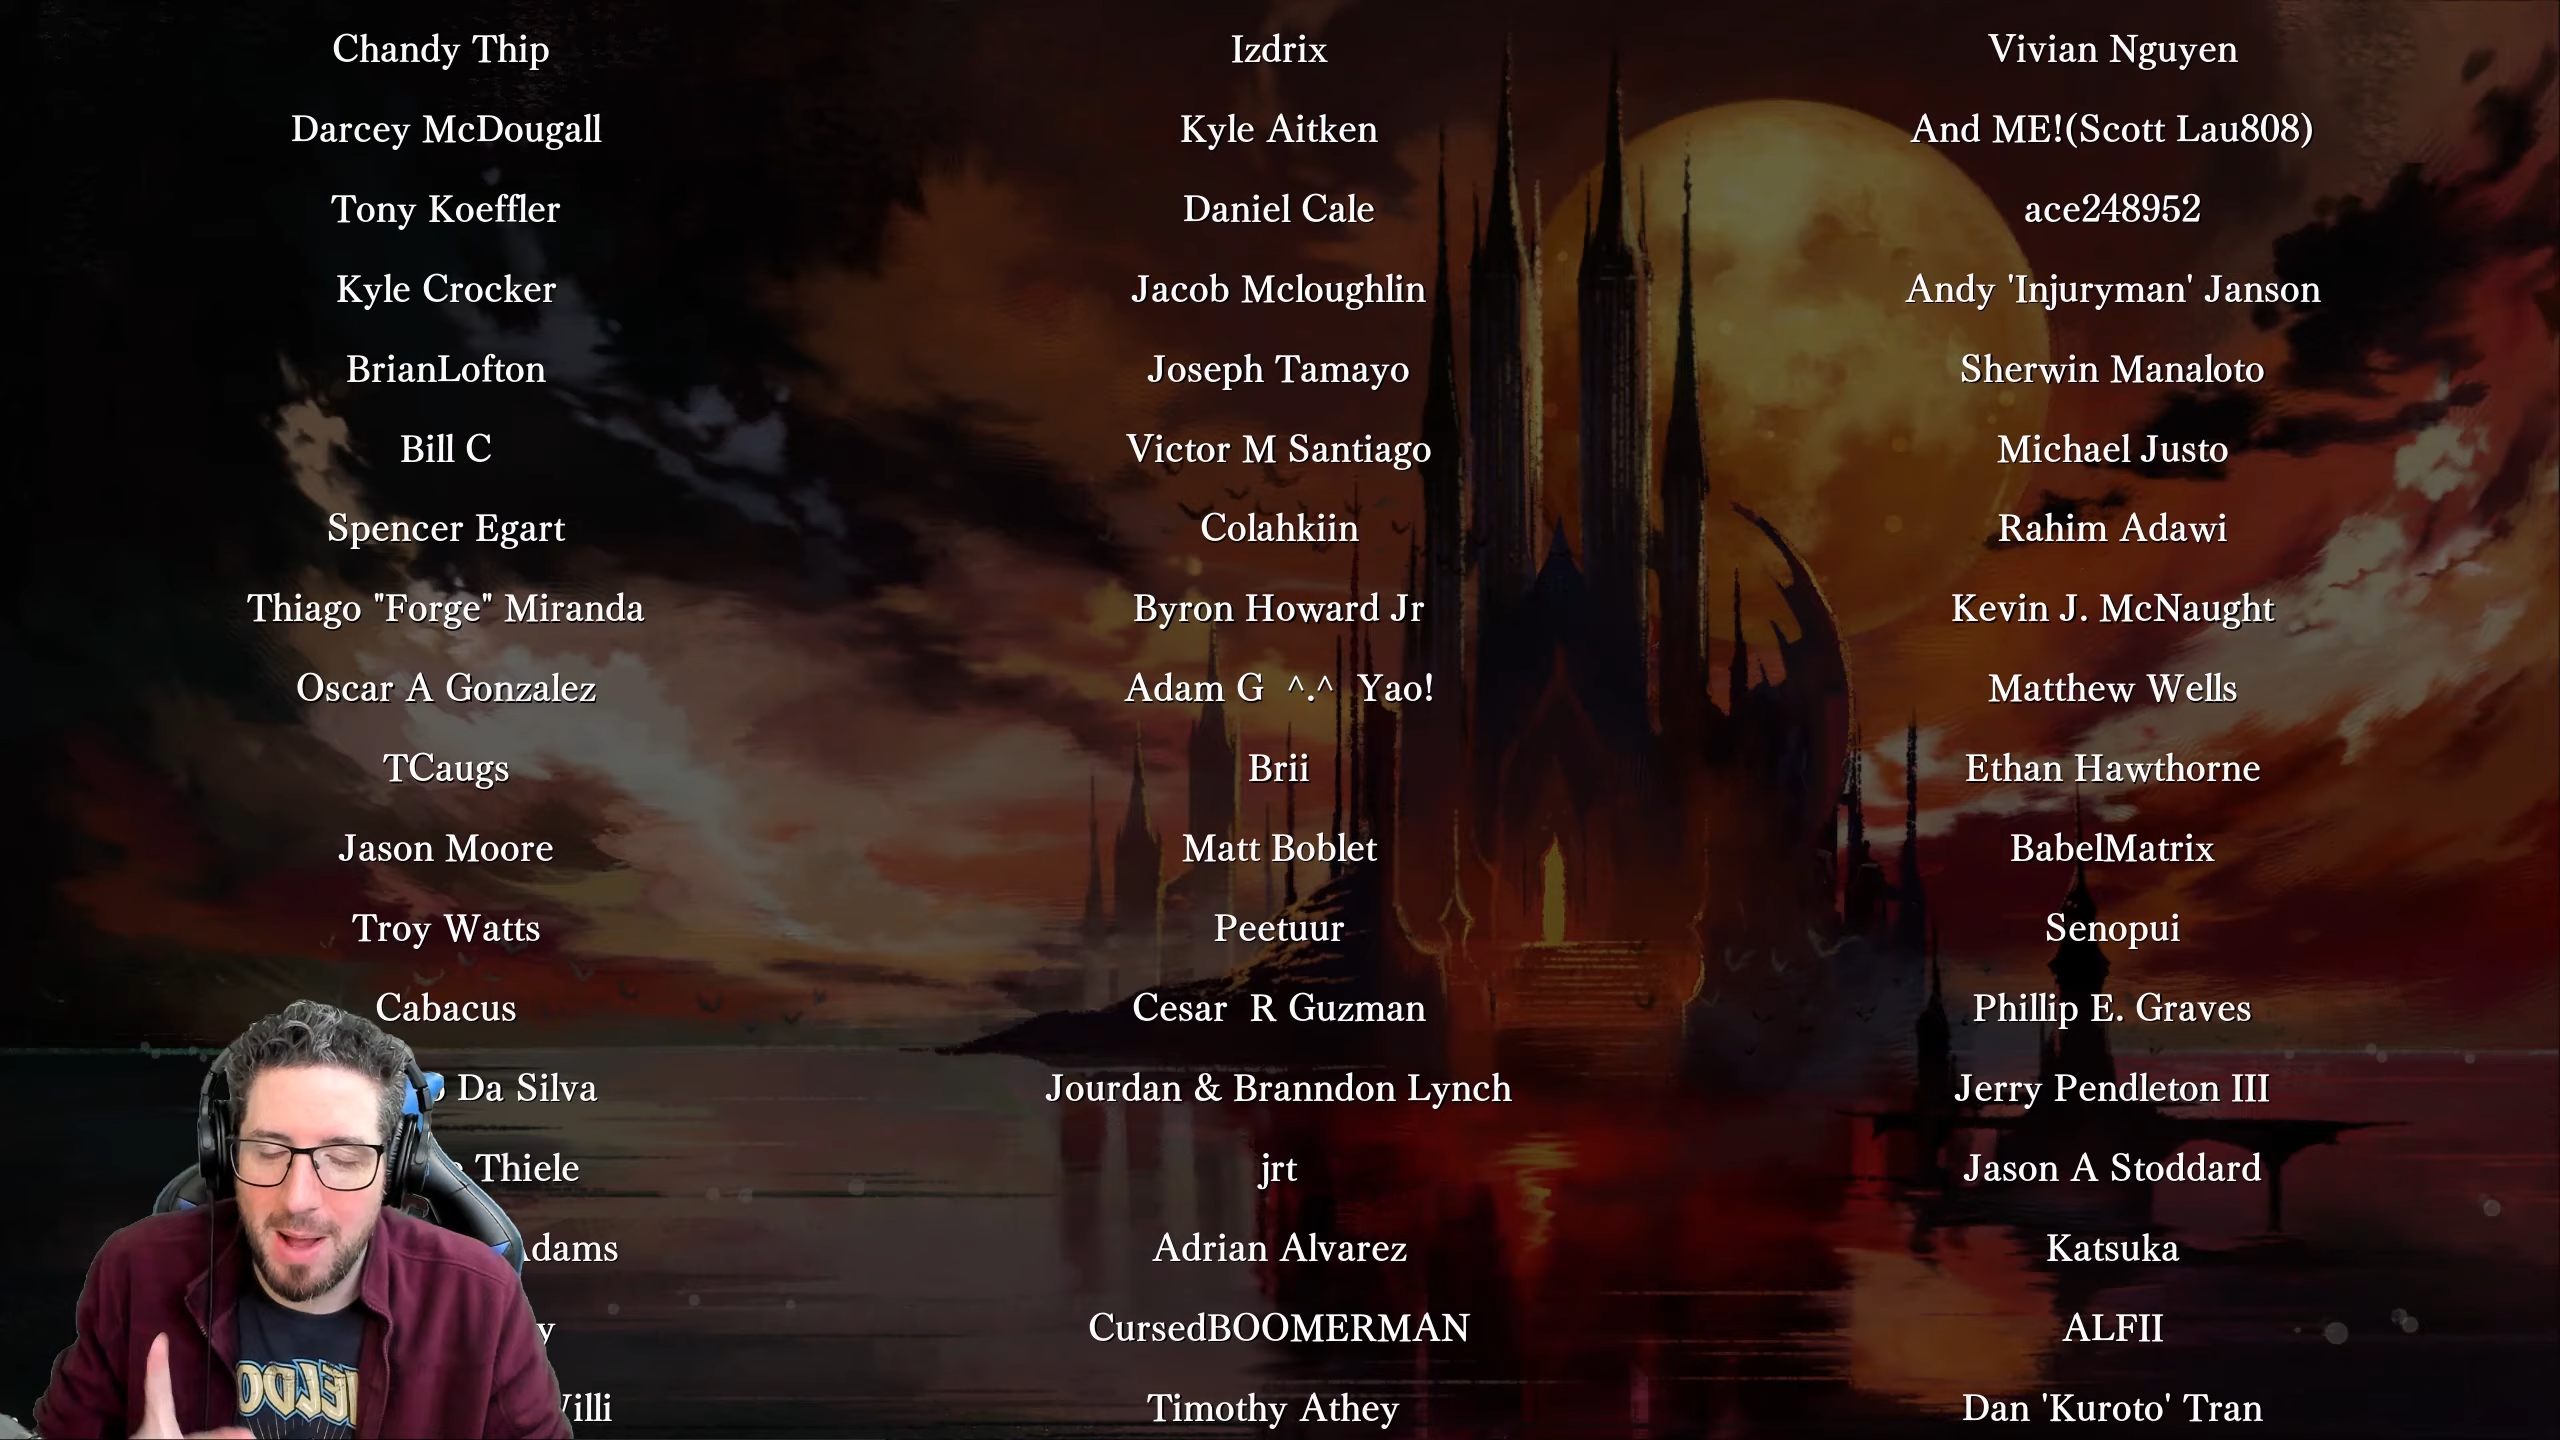 Chandy Thip
Darcey McDougall
Tony Koeffler
Kyle Crocker
BrianLofton
Bill C
Spencer Egart
Thiago "Forge" Miranda
Oscar A Gonzalez
TCaugs
Jason Moore
Troy Watts
Cabacus
Da Silva
Thiele
Izdrix
Kyle Aitken
Daniel Cale
Jacob Mcloughlin
Joseph Tamayo
Victor M Santiago
Colahkiin
Byron Howard Jr
Adam G ^.^ Yao!
Brii
Matt Boblet
Peetuur
Cesar R Guzman
Jourdan & Branndon Lynch
jrt
Adrian Alvarez
CursedBOOMERMAN
Timothy Athey
Vivian Nguyen
And ME!(Scott Lau808)
ace248952
Andy 'Injuryman' Janson
Sherwin Manaloto
Michael Justo
Rahim Adawi
Kevin J. McNaught
Matthew Wells
Ethan Hawthorne
BabelMatrix
Senopui
Phillip E. Graves
Jerry Pendleton III
Jason A Stoddard
Katsuka
ALFII
Dan 'Kuroto' Tran